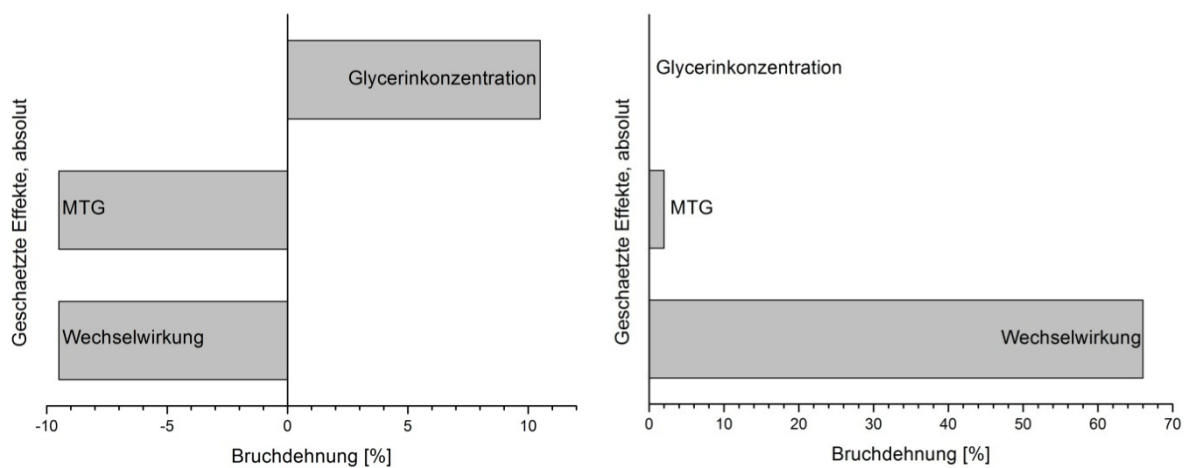 Geschaetzte Effekte, absolut
Glycerinkonzentration
MTG
Wechselwirkung
-10 -5 0 5 10
Bruchdehnung [%]
Geschaetzte Effekte, absolut
Glycerinkonzentration
MTG
Wechselwirkung
0 10 20 30 40 50 60 70
Bruchdehnung [%]